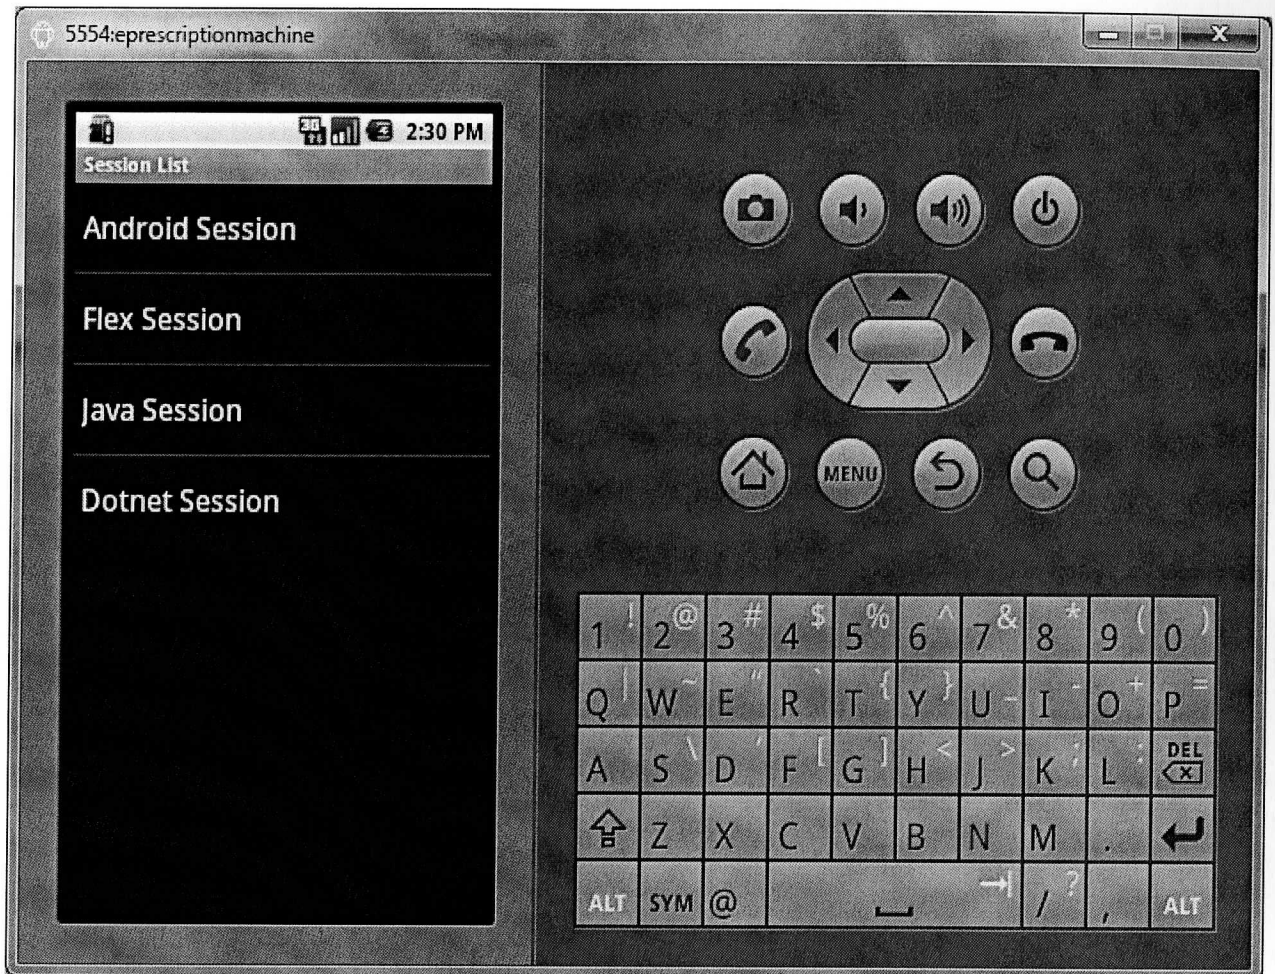 5554:eprescriptionmachine
3G 2:30 PM
Session List
Android Session
Flex Session
Java Session
Dotnet Session
MENU
1 ! 2 @ 3 # 4 $ 5 % 6 ^ 7 & 8 * 9 ( 0 )
Q | W ~ E " R ` T { Y } U _ I - O + P =
A S \ D ' F [ G ] H < J > K ; L : DEL
Z X C V B N M .
ALT SYM @ / ? , ALT